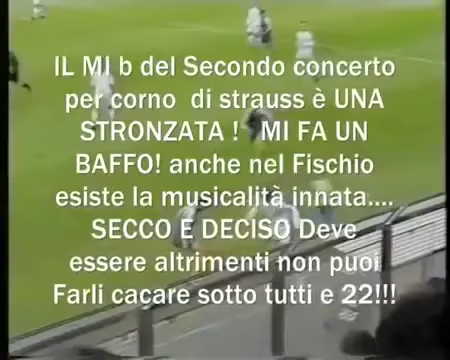 IL MI b del Secondo concerto
per corno di strauss è UNA
STRONZATA ! MI FA UN
BAFFO! anche nel Fischio
esiste la musicalità innata....
SECCO E DECISO Deve
essere altrimenti non puoi
Farli cacare sotto tutti e 22!!!